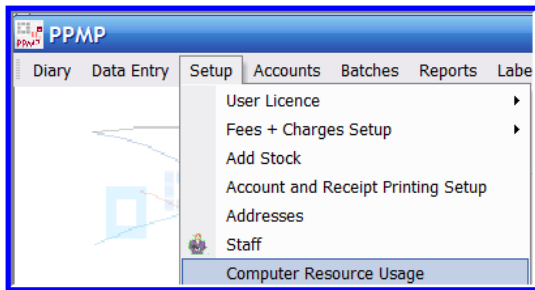 PPMP
PPMP
Diary Data Entry Setup Accounts Batches Reports Labe
User Licence
Fees + Charges Setup
Add Stock
Account and Receipt Printing Setup
Addresses
Staff
Computer Resource Usage